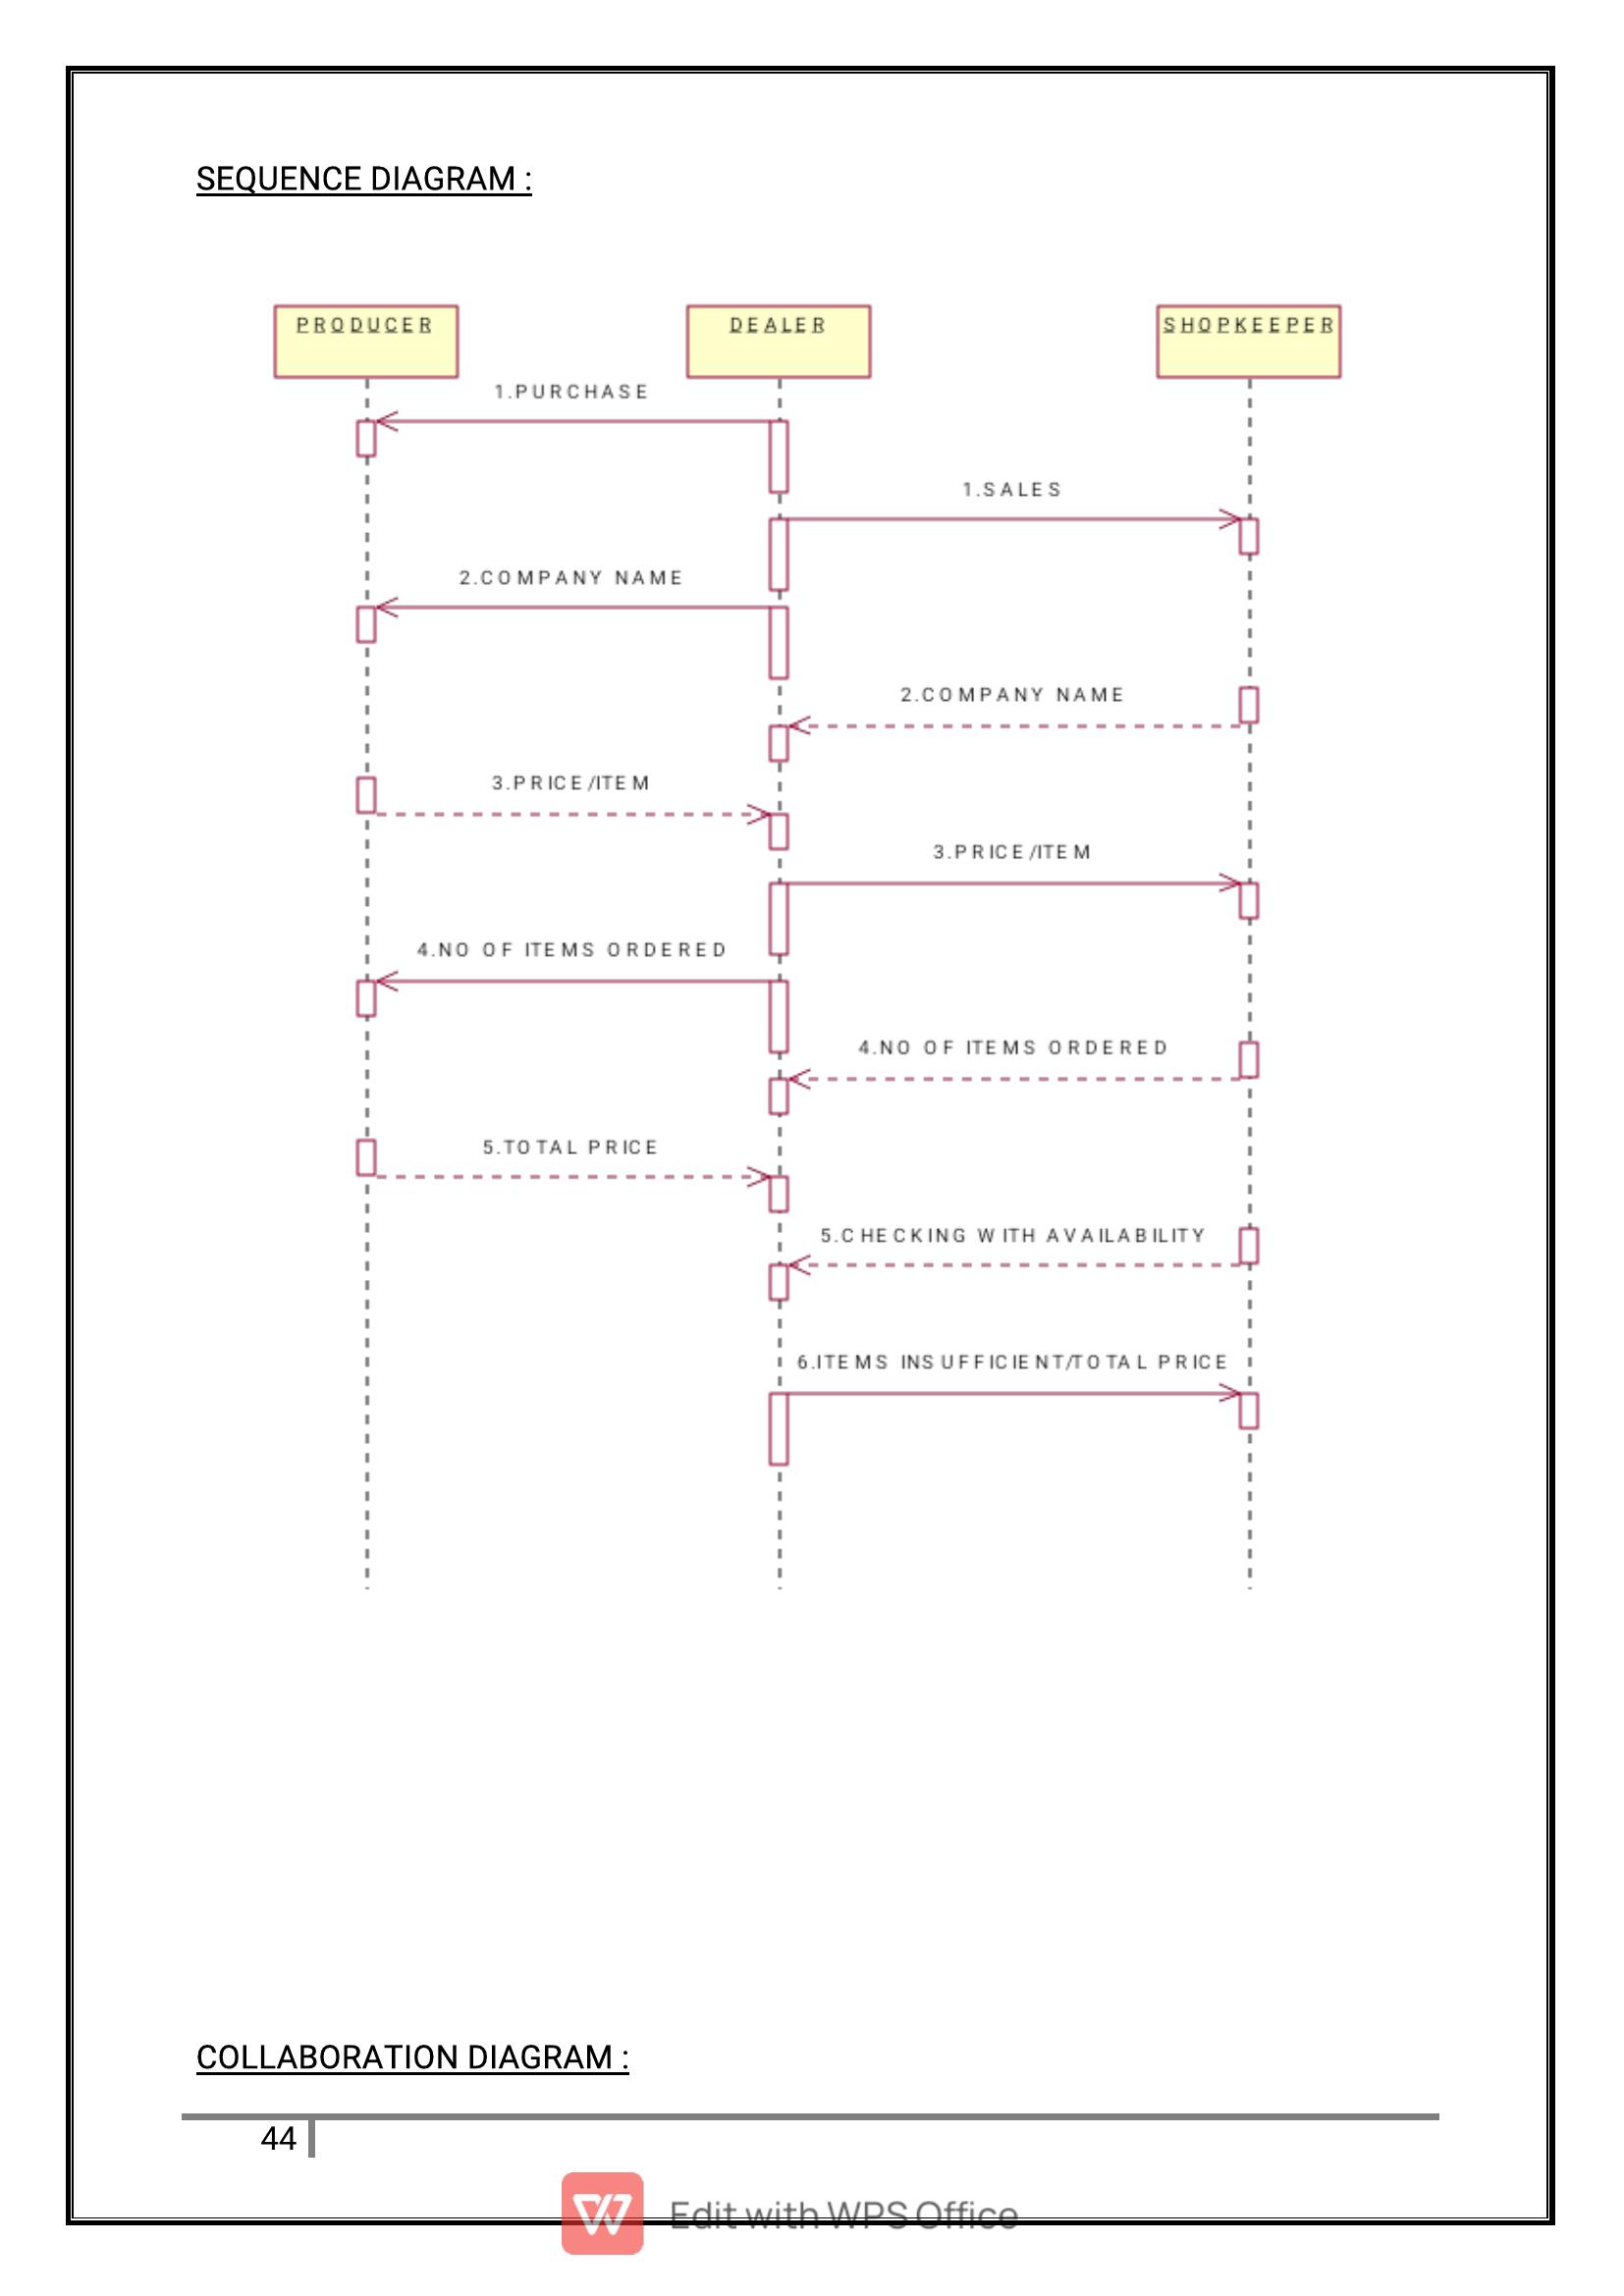 SEQUENCE DIAGRAM :
PRODUCER
DEALER
SHOPKEEPER
1.PURCHASE
1.SALES
2.COMPANY NAME
2.COMPANY NAME
3.PRICE/ITEM
3.PRICE/ITEM
4.NO OF ITEMS ORDERED
4.NO OF ITEMS ORDERED
5.TOTAL PRICE
5.CHECKING WITH AVAILABILITY
6.ITEMS INSUFFICIENT/TOTAL PRICE
COLLABORATION DIAGRAM :
44
Edit with WPS Office